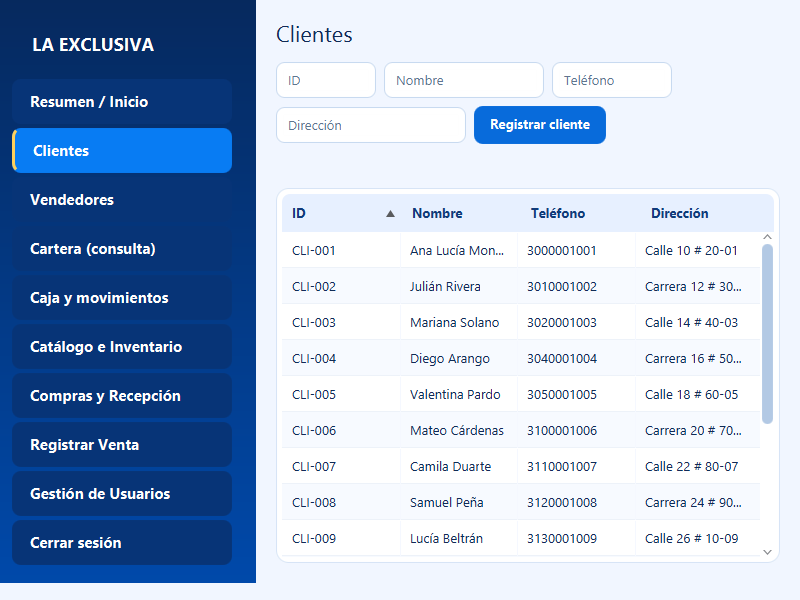 LA EXCLUSIVA
Resumen / Inicio
Clientes
Vendedores
Cartera (consulta)
Caja y movimientos
Catálogo e Inventario
Compras y Recepción
Registrar Venta
Gestión de Usuarios
Cerrar sesión
Clientes
ID Nombre Teléfono
Dirección Registrar cliente
ID Nombre Teléfono Dirección
CLI-001 Ana Lucía Mon... 3000001001 Calle 10 # 20-01
CLI-002 Julián Rivera 3010001002 Carrera 12 # 30...
CLI-003 Mariana Solano 3020001003 Calle 14 # 40-03
CLI-004 Diego Arango 3040001004 Carrera 16 # 50...
CLI-005 Valentina Pardo 3050001005 Calle 18 # 60-05
CLI-006 Mateo Cárdenas 3100001006 Carrera 20 # 70...
CLI-007 Camila Duarte 3110001007 Calle 22 # 80-07
CLI-008 Samuel Peña 3120001008 Carrera 24 # 90...
CLI-009 Lucía Beltrán 3130001009 Calle 26 # 10-09